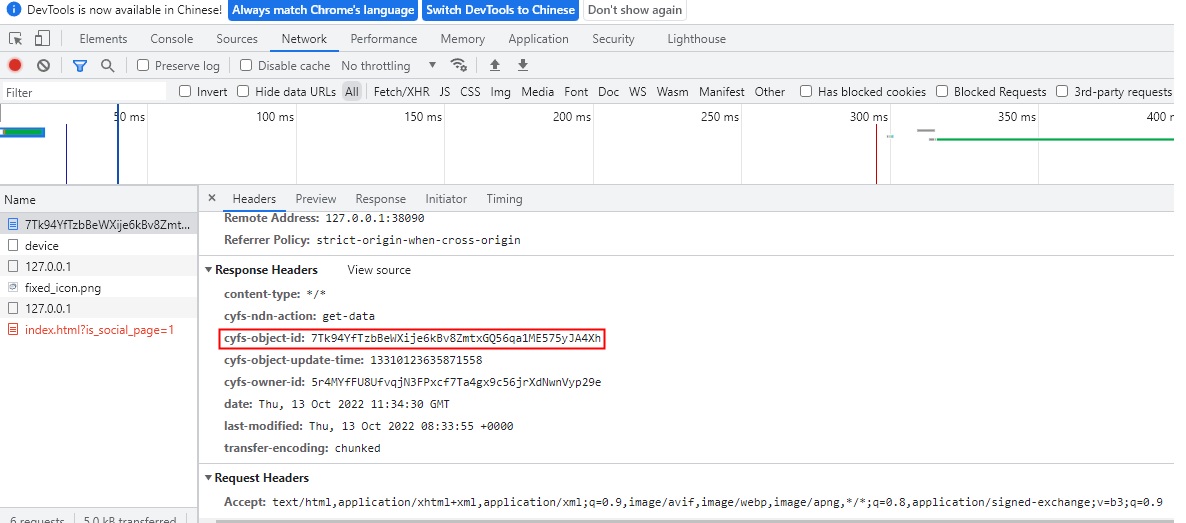 DevTools is now available in Chinese! Always match Chrome's language Switch DevTools to Chinese Don't show again
Elements Console Sources Network Performance Memory Application Security Lighthouse
Preserve log Disable cache No throttling
Filter Invert Hide data URLs All Fetch/XHR JS CSS Img Media Font Doc WS Wasm Manifest Other Has blocked cookies Blocked Requests 3rd-party requests
50 ms 100 ms 150 ms 200 ms 250 ms 300 ms 350 ms 400 m
Name
7Tk94YfTzbBeWXije6kBv8Zmt...
device
127.0.0.1
fixed_icon.png
127.0.0.1
index.html?is_social_page=1
6 requests 5.0 kB transferred
× Headers Preview Response Initiator Timing
Remote Address: 127.0.0.1:38090
Referrer Policy: strict-origin-when-cross-origin
Response Headers View source
content-type: */*
cyfs-ndn-action: get-data
cyfs-object-id: 7Tk94YfTzbBeWXije6kBv8ZmtxGQ56qa1ME575yJA4Xh
cyfs-object-update-time: 13310123635871558
cyfs-owner-id: 5r4MYfFU8UfvqjN3FPxcf7Ta4gx9c56jrXdNwnVyp29e
date: Thu, 13 Oct 2022 11:34:30 GMT
last-modified: Thu, 13 Oct 2022 08:33:55 +0000
transfer-encoding: chunked
Request Headers
Accept: text/html,application/xhtml+xml,application/xml;q=0.9,image/avif,image/webp,image/apng,*/*;q=0.8,application/signed-exchange;v=b3;q=0.9